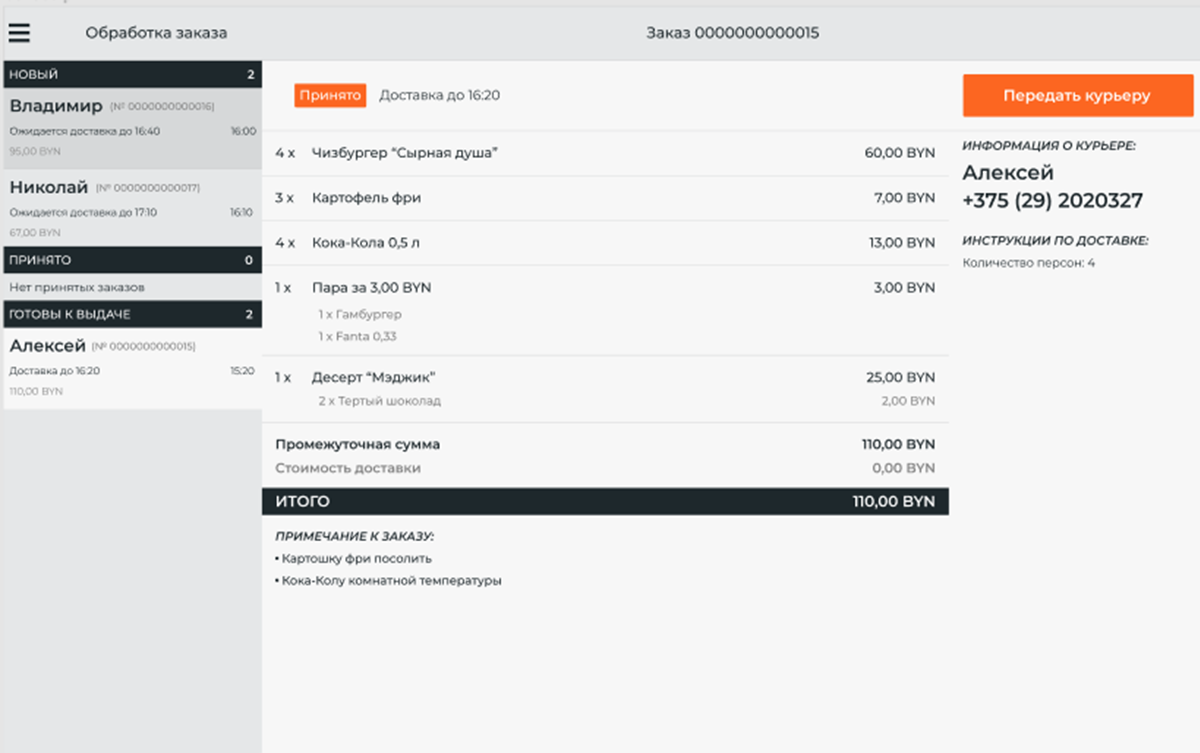 Обработка заказа
Заказ 0000000000015
НОВЫЙ 2
Владимир (№ 0000000000016)
Ожидается доставка до 16:40 16:00
95,00 BYN
Николай (№ 0000000000017)
Ожидается доставка до 17:10 16:10
67,00 BYN
ПРИНЯТО 0
Нет принятых заказов
ГОТОВЫ К ВЫДАЧЕ 2
Алексей (№ 0000000000015)
Доставка до 16:20 15:20
110,00 BYN
Принято Доставка до 16:20
4 x Чизбургер “Сырная душа” 60,00 BYN
3 x Картофель фри 7,00 BYN
4 x Кока-Кола 0,5 л 13,00 BYN
1 x Пара за 3,00 BYN 3,00 BYN
1 x Гамбургер
1 x Fanta 0,33
1 x Десерт “Мэджик” 25,00 BYN
2 x Тертый шоколад 2,00 BYN
Промежуточная сумма 110,00 BYN
Стоимость доставки 0,00 BYN
ИТОГО 110,00 BYN
ПРИМЕЧАНИЕ К ЗАКАЗУ:
• Картошку фри посолить
• Кока-Колу комнатной температуры
Передать курьеру
ИНФОРМАЦИЯ О КУРЬЕРЕ:
Алексей
+375 (29) 2020327
ИНСТРУКЦИИ ПО ДОСТАВКЕ:
Количество персон: 4